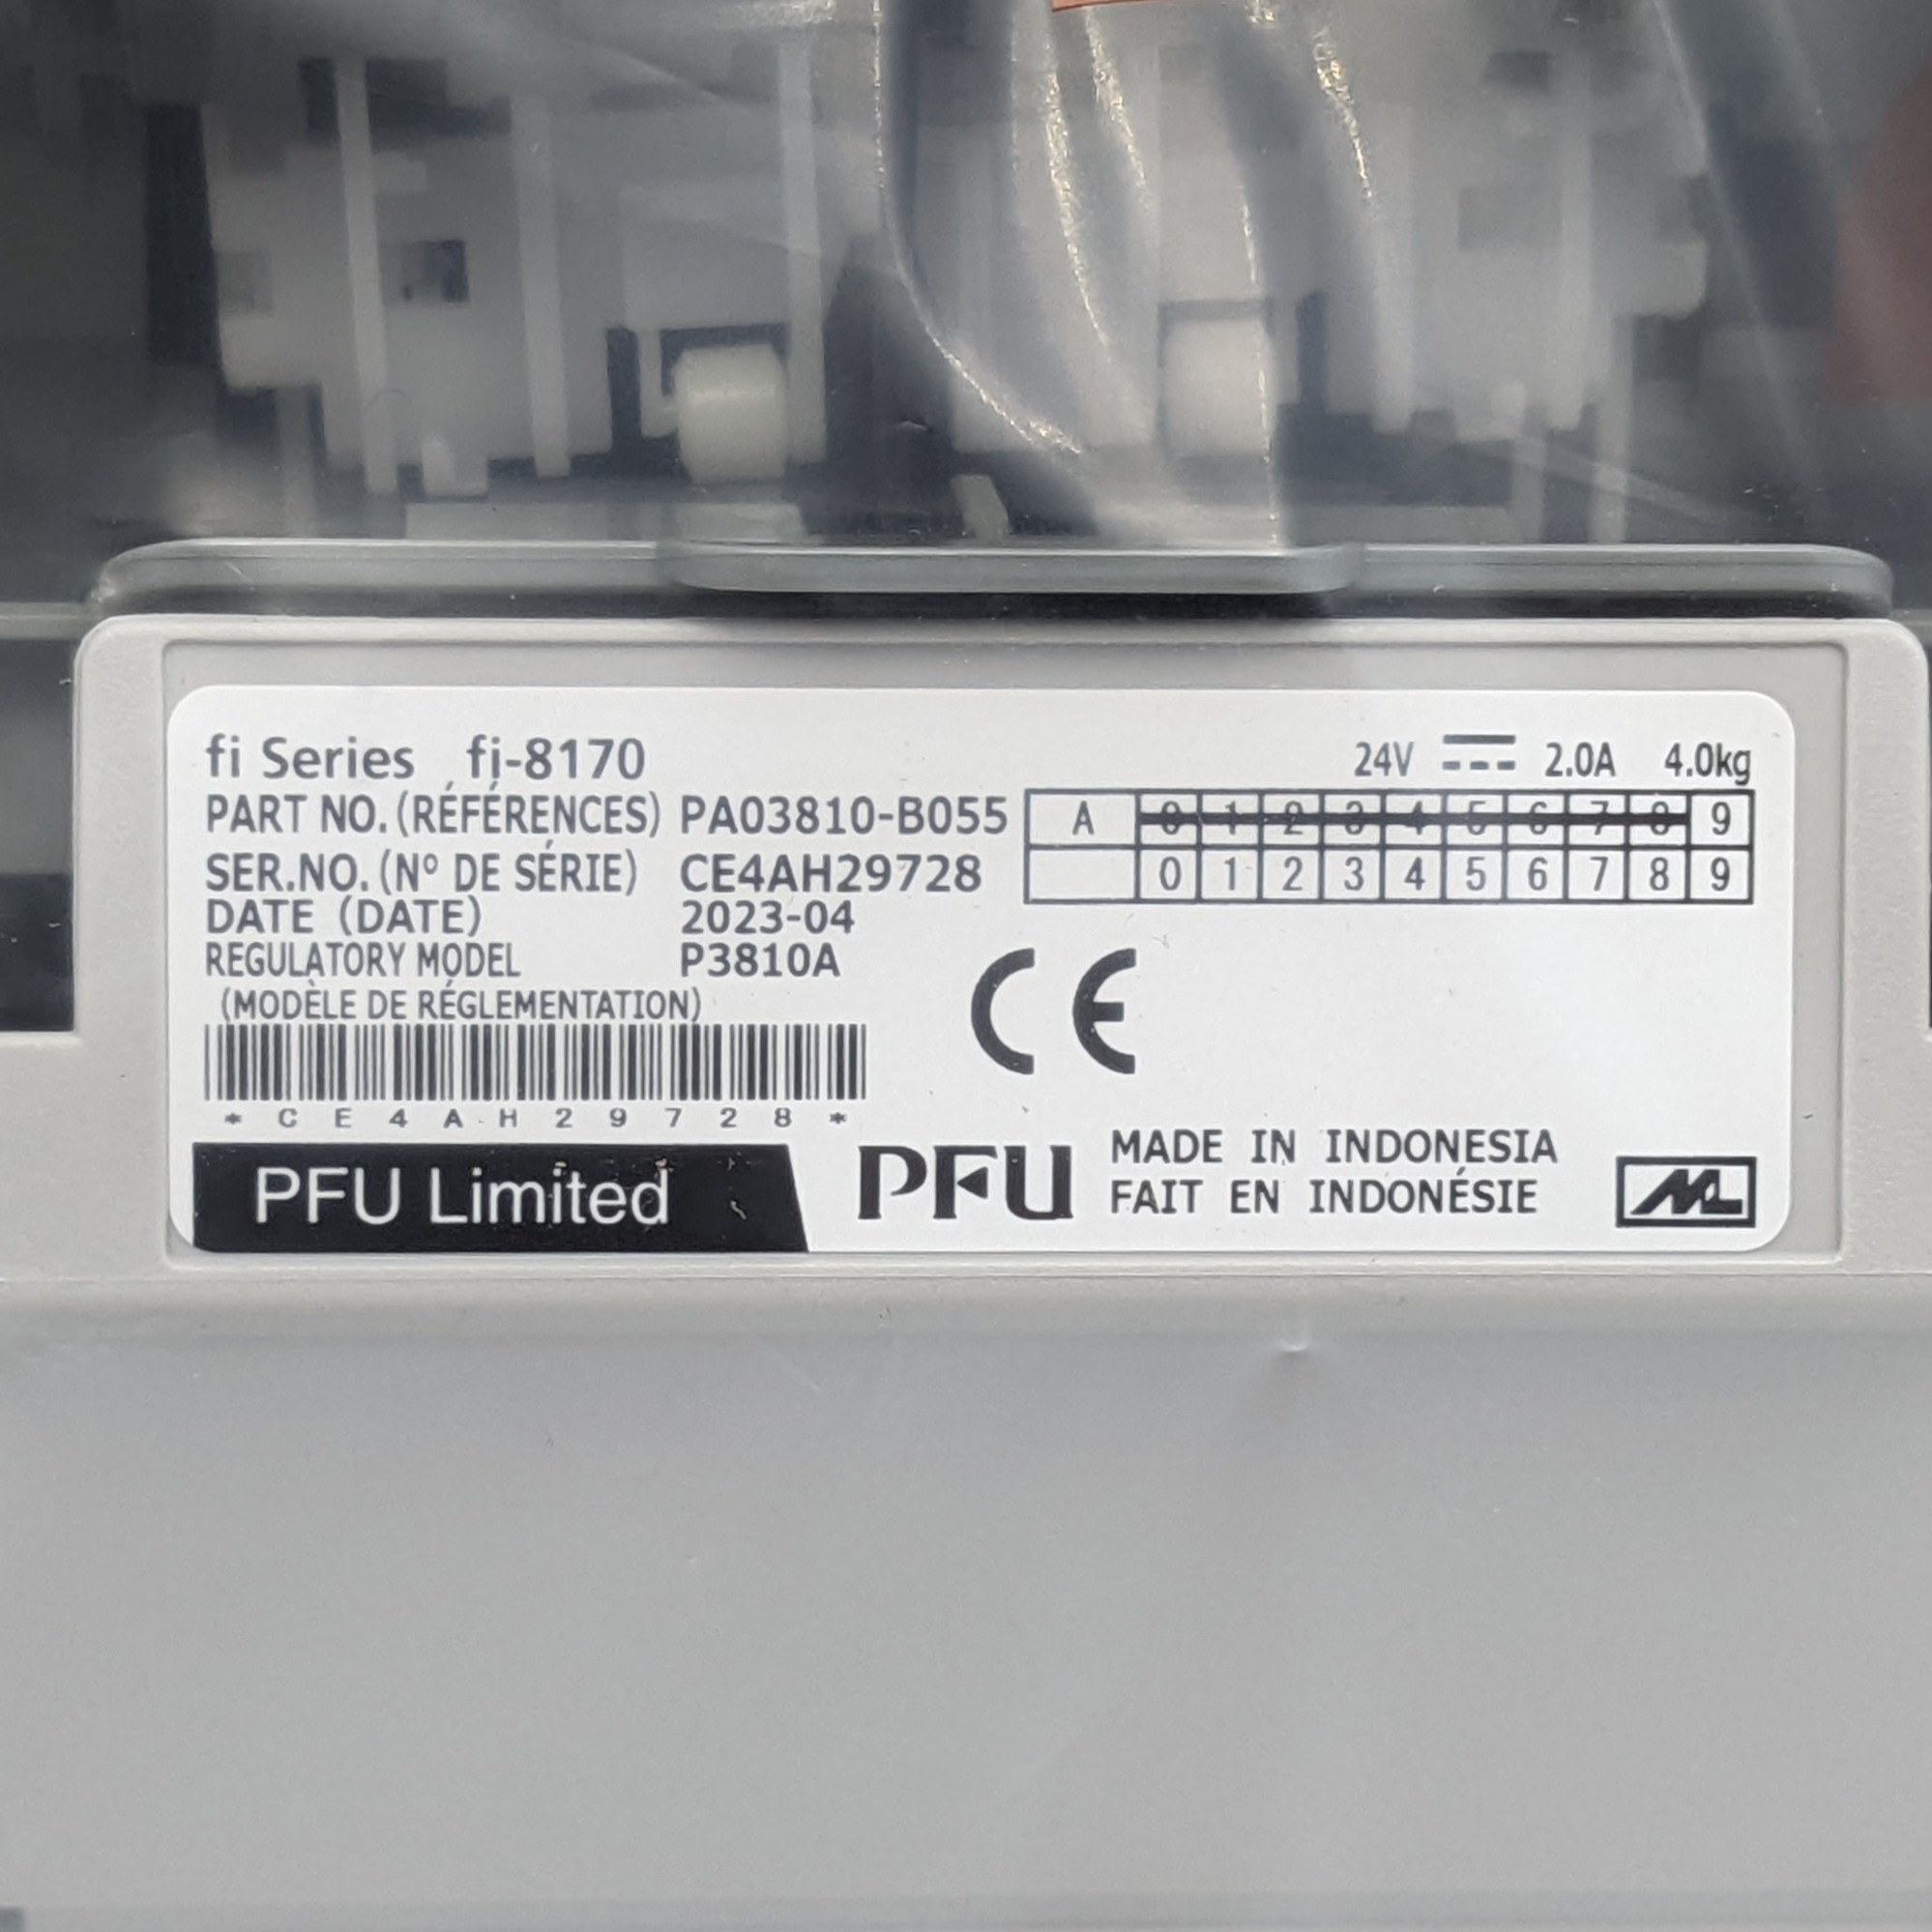 fi Series fi-8170 24V 2.0A 4.0kg
PART NO.(RÉFÉRENCES) PA03810-B055 A 0 1 2 3 4 5 6 7 8 9
SER.NO.(Nº DE SÉRIE) CE4AH29728 0 1 2 3 4 5 6 7 8 9
DATE (DATE) 2023-04
REGULATORY MODEL P3810A
(MODÈLE DE RÉGLEMENTATION)
CE
*CE4AH29728*
PFU Limited
PFU
MADE IN INDONESIA
FAIT EN INDONÉSIE